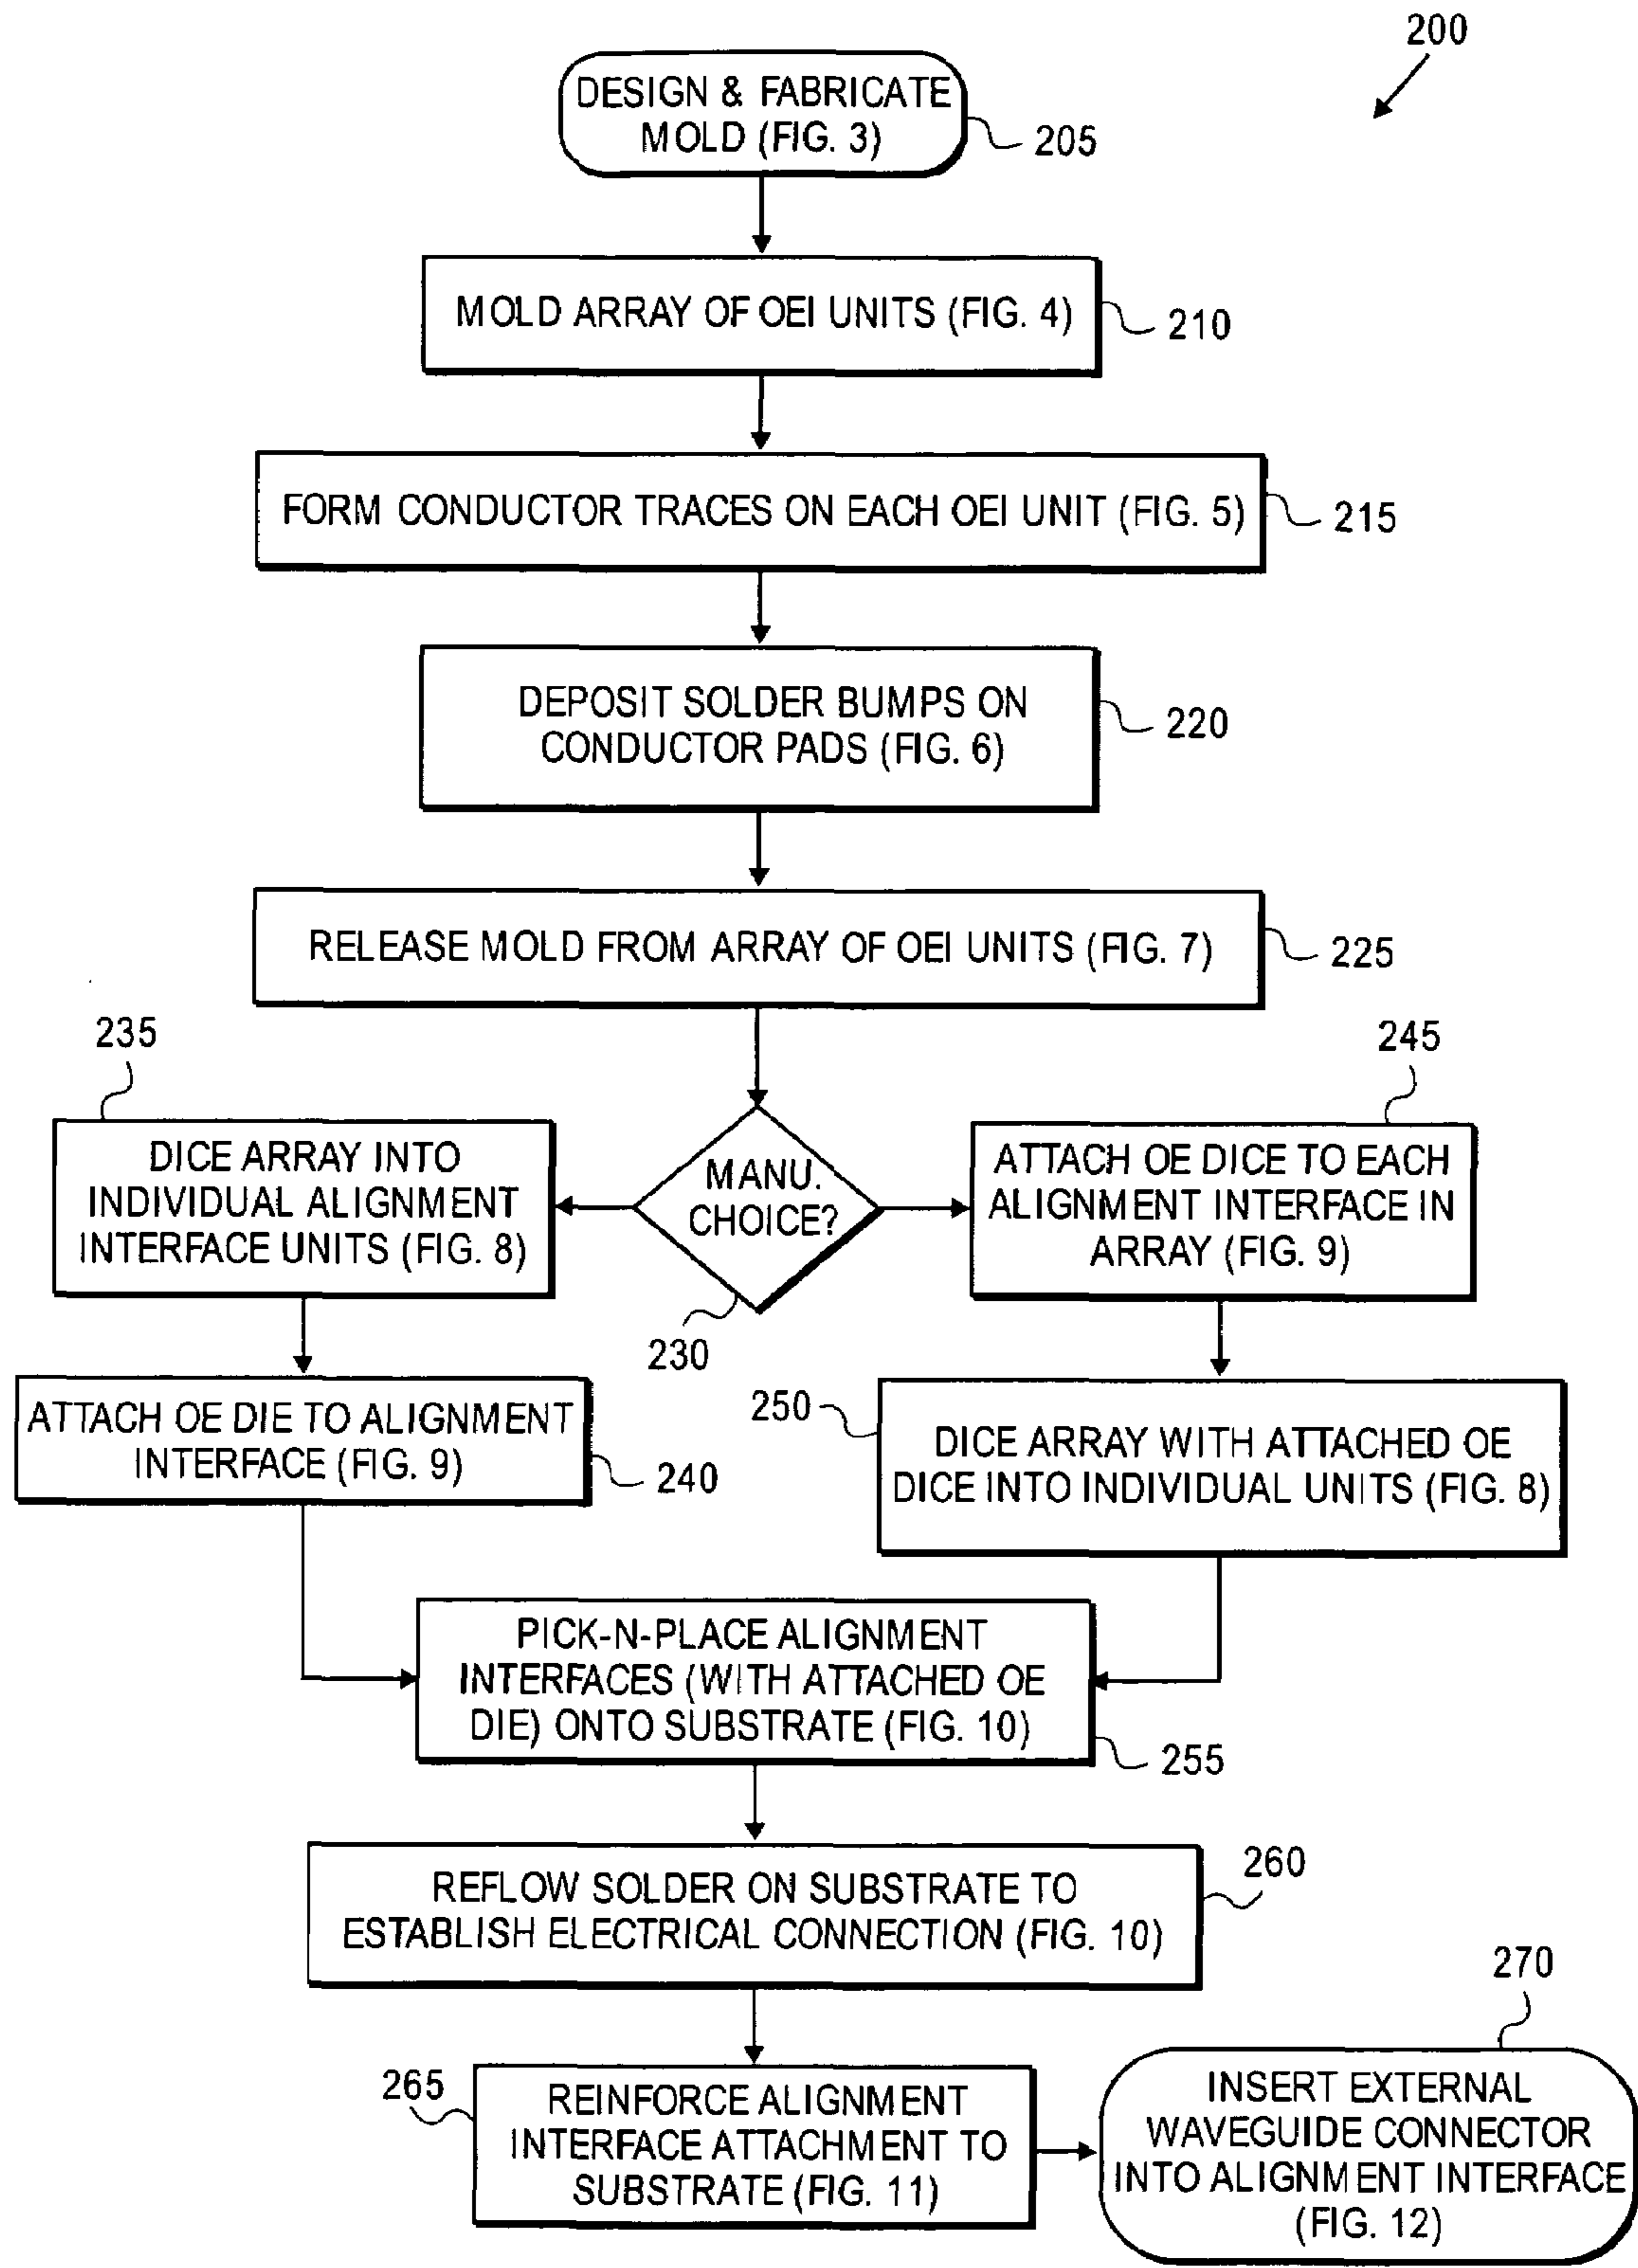 200
DESIGN & FABRICATE
MOLD (FIG. 3)
205
MOLD ARRAY OF OEI UNITS (FIG. 4)
210
FORM CONDUCTOR TRACES ON EACH OEI UNIT (FIG. 5)
215
DEPOSIT SOLDER BUMPS ON
CONDUCTOR PADS (FIG. 6)
220
RELEASE MOLD FROM ARRAY OF OEI UNITS (FIG. 7)
225
235
DICE ARRAY INTO
INDIVIDUAL ALIGNMENT
INTERFACE UNITS (FIG. 8)
MANU.
CHOICE?
230
245
ATTACH OE DICE TO EACH
ALIGNMENT INTERFACE IN
ARRAY (FIG. 9)
ATTACH OE DIE TO ALIGNMENT
INTERFACE (FIG. 9)
240
250
DICE ARRAY WITH ATTACHED OE
DICE INTO INDIVIDUAL UNITS (FIG. 8)
PICK-N-PLACE ALIGNMENT
INTERFACES (WITH ATTACHED OE
DIE) ONTO SUBSTRATE (FIG. 10)
255
REFLOW SOLDER ON SUBSTRATE TO
ESTABLISH ELECTRICAL CONNECTION (FIG. 10)
260
265
REINFORCE ALIGNMENT
INTERFACE ATTACHMENT TO
SUBSTRATE (FIG. 11)
270
INSERT EXTERNAL
WAVEGUIDE CONNECTOR
INTO ALIGNMENT INTERFACE
(FIG. 12)